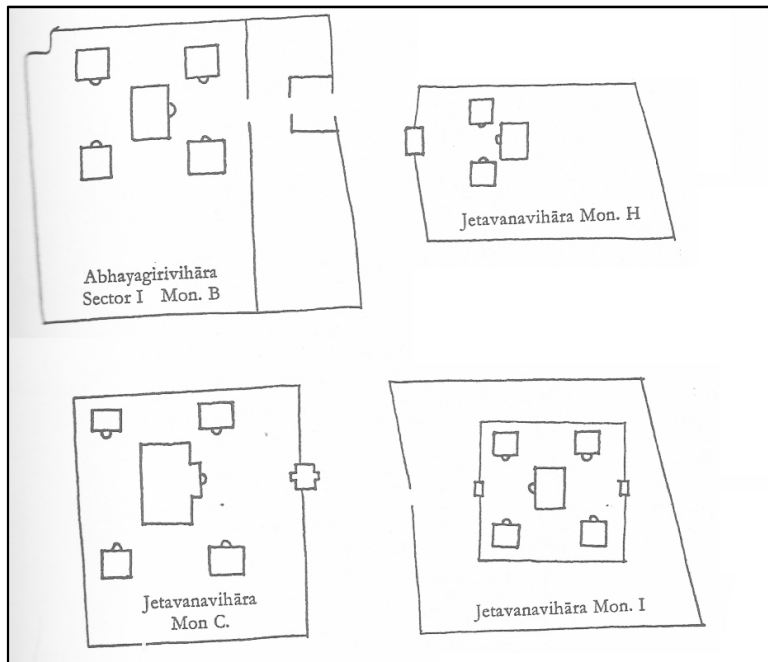 Abhayagirivihāra
Sector I Mon. B
Jetavanavihāra Mon. H
Jetavanavihāra
Mon C.
Jetavanavihāra Mon. I